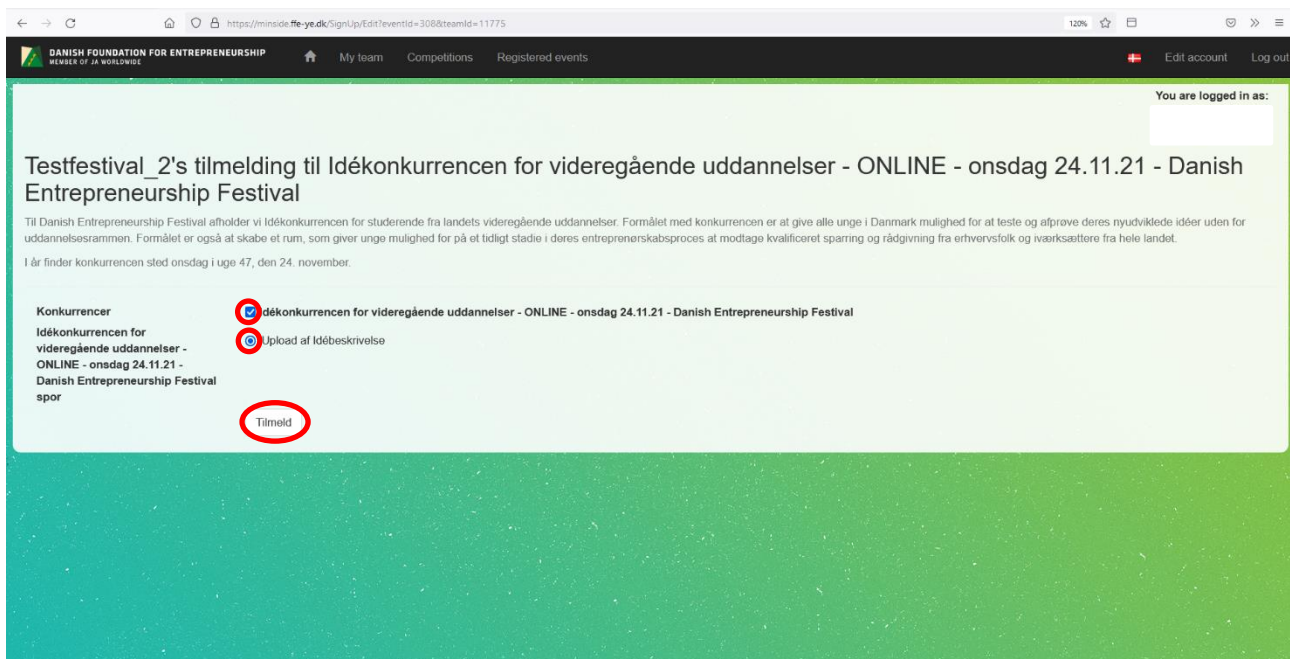 https://minside.ffe-ye.dk/SignUp/Edit?eventId=308&teamId=11775
120%
DANISH FOUNDATION FOR ENTREPRENEURSHIP
MEMBER OF JA WORLDWIDE
My team
Competitions
Registered events
Edit account
Log out
You are logged in as:
Testfestival_2's tilmelding til Idékonkurrencen for videregående uddannelser - ONLINE - onsdag 24.11.21 - Danish
Entrepreneurship Festival
Til Danish Entrepreneurship Festival afholder vi Idékonkurrencen for studerende fra landets videregående uddannelser. Formålet med konkurrencen er at give alle unge i Danmark mulighed for at teste og afprøve deres nyudviklede idéer uden for
uddannelsesrammen. Formålet er også at skabe et rum, som giver unge mulighed for på et tidligt stadie i deres entreprenørskabsproces at modtage kvalificeret sparring og rådgivning fra erhvervsfolk og iværksættere fra hele landet.
I år finder konkurrencen sted onsdag i uge 47, den 24. november.
Konkurrencer
dékonkurrencen for videregående uddannelser - ONLINE - onsdag 24.11.21 - Danish Entrepreneurship Festival
Idékonkurrencen for
videregående uddannelser -
ONLINE - onsdag 24.11.21 -
Danish Entrepreneurship Festival
spor
Upload af Idébeskrivelse
Tilmeld